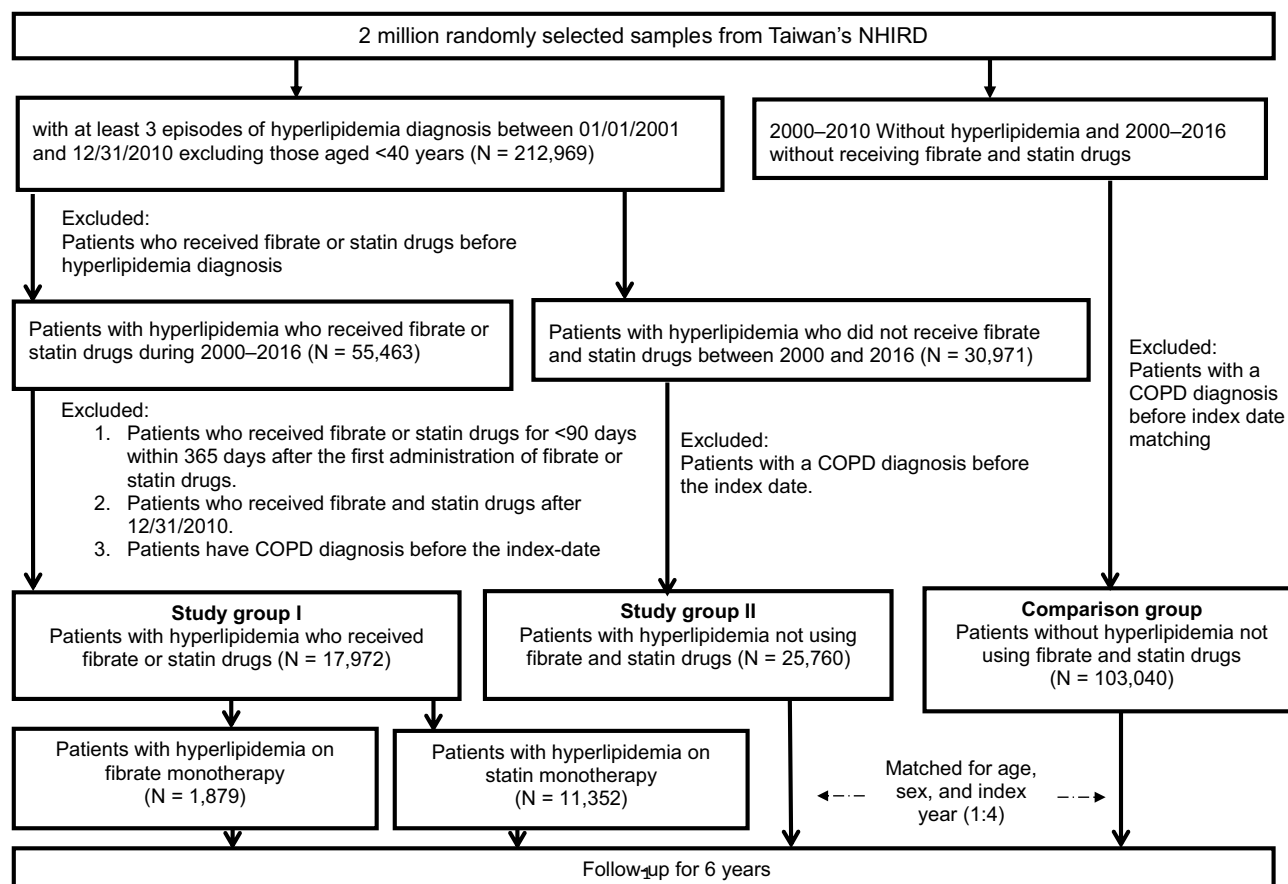 2 million randomly selected samples from Taiwan's NHIRD
with at least 3 episodes of hyperlipidemia diagnosis between 01/01/2001
and 12/31/2010 excluding those aged <40 years (N = 212,969)
2000–2010 Without hyperlipidemia and 2000–2016
without receiving fibrate and statin drugs
Excluded:
Patients who received fibrate or statin drugs before
hyperlipidemia diagnosis
Patients with hyperlipidemia who received fibrate or
statin drugs during 2000–2016 (N = 55,463)
Patients with hyperlipidemia who did not receive fibrate
and statin drugs between 2000 and 2016 (N = 30,971)
Excluded:
Patients with a
COPD diagnosis
before index date
matching
Excluded:
1. Patients who received fibrate or statin drugs for <90 days
within 365 days after the first administration of fibrate or
statin drugs.
2. Patients who received fibrate and statin drugs after
12/31/2010.
3. Patients have COPD diagnosis before the index-date
Excluded:
Patients with a COPD diagnosis before
the index date.
Study group I
Patients with hyperlipidemia who received
fibrate or statin drugs (N = 17,972)
Study group II
Patients with hyperlipidemia not using
fibrate and statin drugs (N = 25,760)
Comparison group
Patients without hyperlipidemia not
using fibrate and statin drugs
(N = 103,040)
Patients with hyperlipidemia on
fibrate monotherapy
(N = 1,879)
Patients with hyperlipidemia on
statin monotherapy
(N = 11,352)
Matched for age,
sex, and index
year (1:4)
Follow-up for 6 years
1